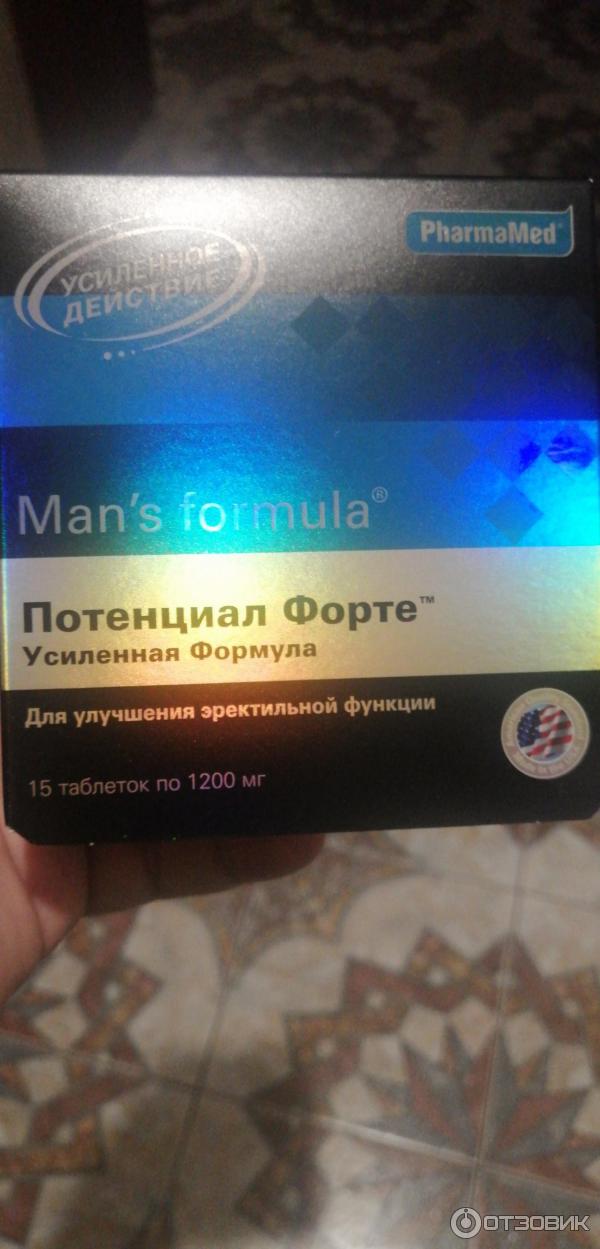 УСИЛЕННОЕ
ДЕЙСТВИЕ
PharmaMed®
Man's formula®
Потенциал Форте™
Усиленная Формула
Для улучшения эректильной функции
15 таблеток по 1200 мг
ОТЗОВИК